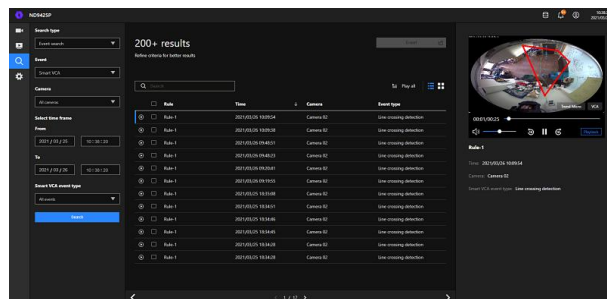 ND9425P
Search type
Event search
Event
Smart VCA
Camera
All cameras
Select time frame
From
2021 / 03 / 25
10 : 38 : 20
To
2021 / 03 / 26
10 : 38 : 20
Smart VCA event type
All events
Search
200+ results
Refine criteria for better results
Export
Search
Play all
Rule Time Camera Event type
Rule-1 2021/03/26 10:09:54 Camera 02 Line crossing detection
Rule-1 2021/03/26 10:09:38 Camera 02 Line crossing detection
Rule-1 2021/03/26 09:48:51 Camera 02 Line crossing detection
Rule-1 2021/03/26 09:48:23 Camera 02 Line crossing detection
Rule-1 2021/03/26 09:20:41 Camera 02 Line crossing detection
Rule-1 2021/03/26 09:19:55 Camera 02 Line crossing detection
Rule-1 2021/03/25 18:35:08 Camera 02 Line crossing detection
Rule-1 2021/03/25 18:34:51 Camera 02 Line crossing detection
Rule-1 2021/03/25 18:34:46 Camera 02 Line crossing detection
Rule-1 2021/03/25 18:34:45 Camera 02 Line crossing detection
Rule-1 2021/03/25 18:34:28 Camera 02 Line crossing detection
Rule-1 2021/03/25 18:34:28 Camera 02 Line crossing detection
VCA
00:01/00:25
Playback
Rule-1
Time: 2021/03/26 10:09:54
Camera: Camera 02
Smart VCA event type: Line crossing detection